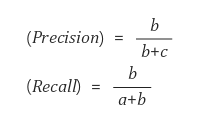 (Precision) = b/b+c
(Recall) = b/a+b